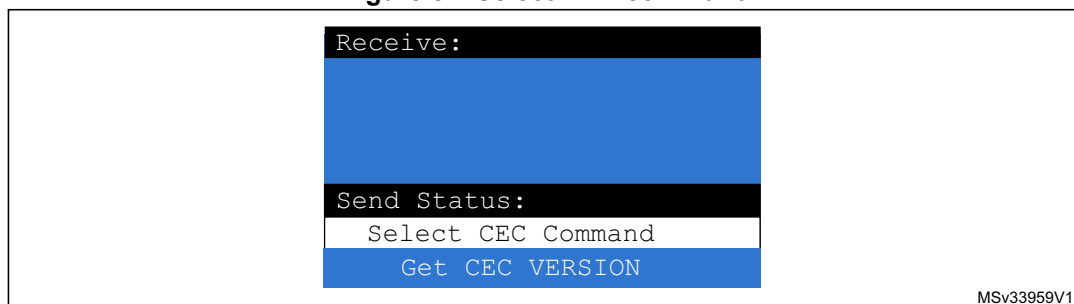 Receive:
Send Status:
Select CEC Command
Get CEC VERSION
MSv33959V1